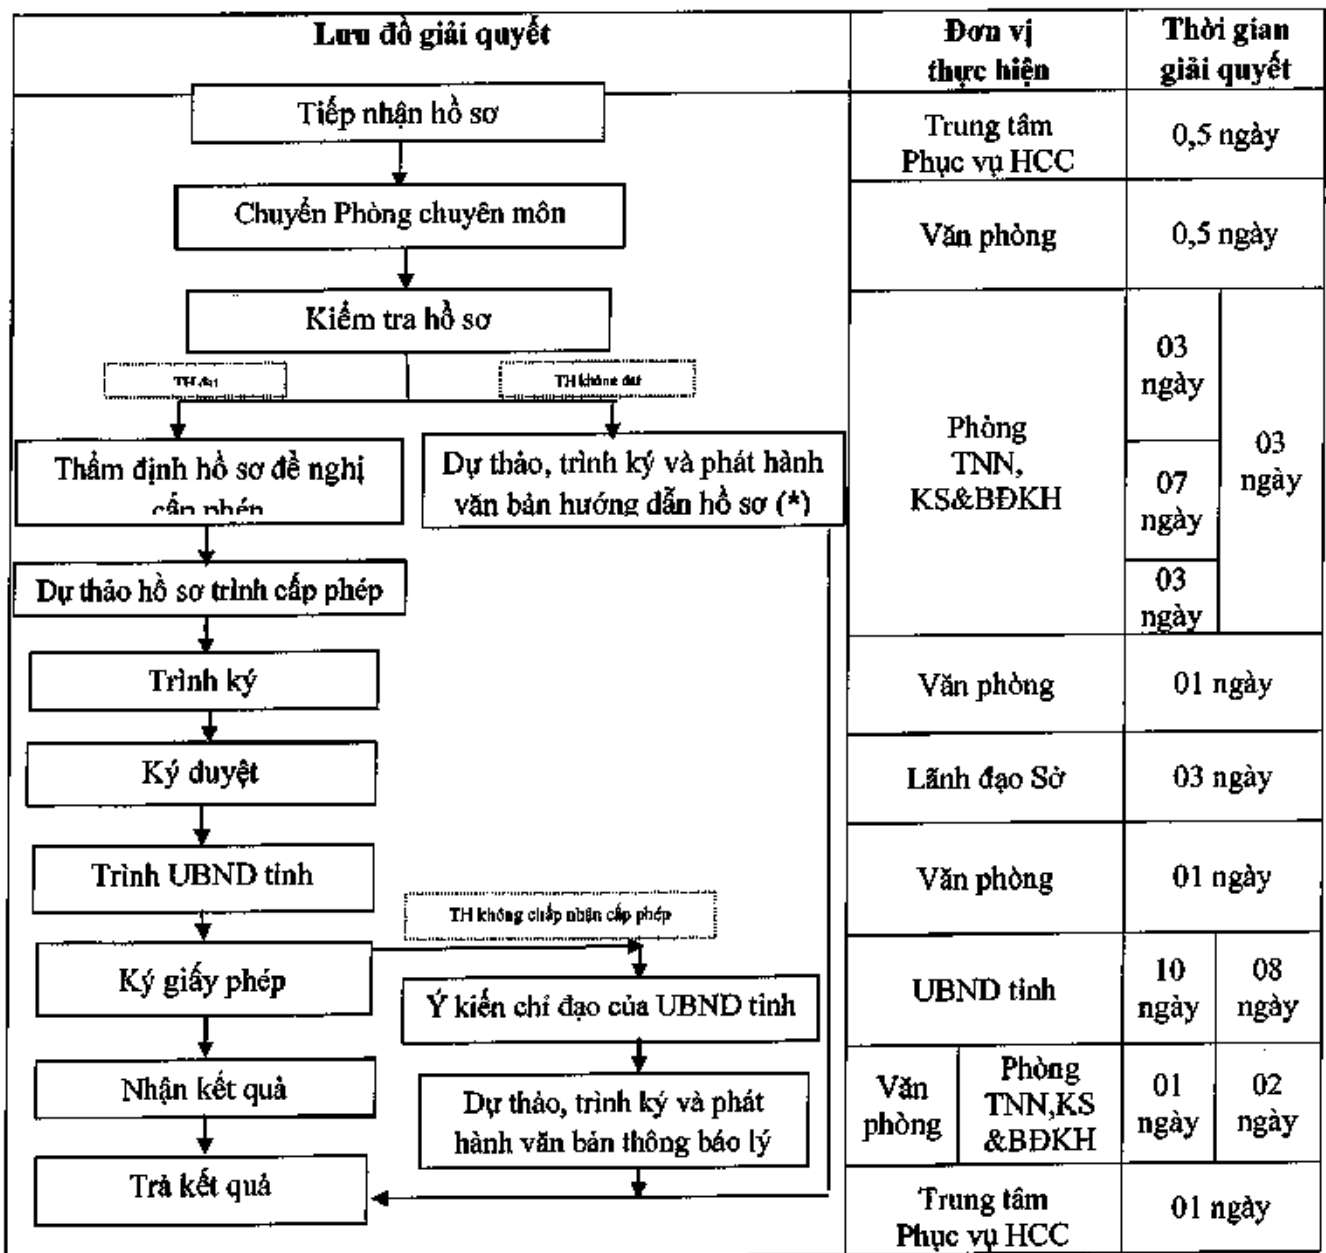 Lưu đồ giải quyết
Đơn vị
thực hiện
Thời gian
giải quyết
Tiếp nhận hồ sơ
Trung tâm
Phục vụ HCC
0,5 ngày
Chuyển Phòng chuyên môn
Văn phòng
0,5 ngày
Kiểm tra hồ sơ
TH đạt
TH không đạt
Thẩm định hồ sơ đề nghị
cấp phép
Dự thảo, trình ký và phát hành
văn bản hướng dẫn hồ sơ (*)
Dự thảo hồ sơ trình cấp phép
Phòng
TNN,
KS&BĐKH
03
ngày
07
ngày
03
ngày
03
ngày
Trình ký
Văn phòng
01 ngày
Ký duyệt
Lãnh đạo Sở
03 ngày
Trình UBND tỉnh
Văn phòng
01 ngày
TH không chấp nhận cấp phép
Ký giấy phép
Ý kiến chỉ đạo của UBND tỉnh
UBND tỉnh
10
ngày
08
ngày
Nhận kết quả
Dự thảo, trình ký và phát
hành văn bản thông báo lý
Văn
phòng
Phòng
TNN,KS
&BĐKH
01
ngày
02
ngày
Trả kết quả
Trung tâm
Phục vụ HCC
01 ngày